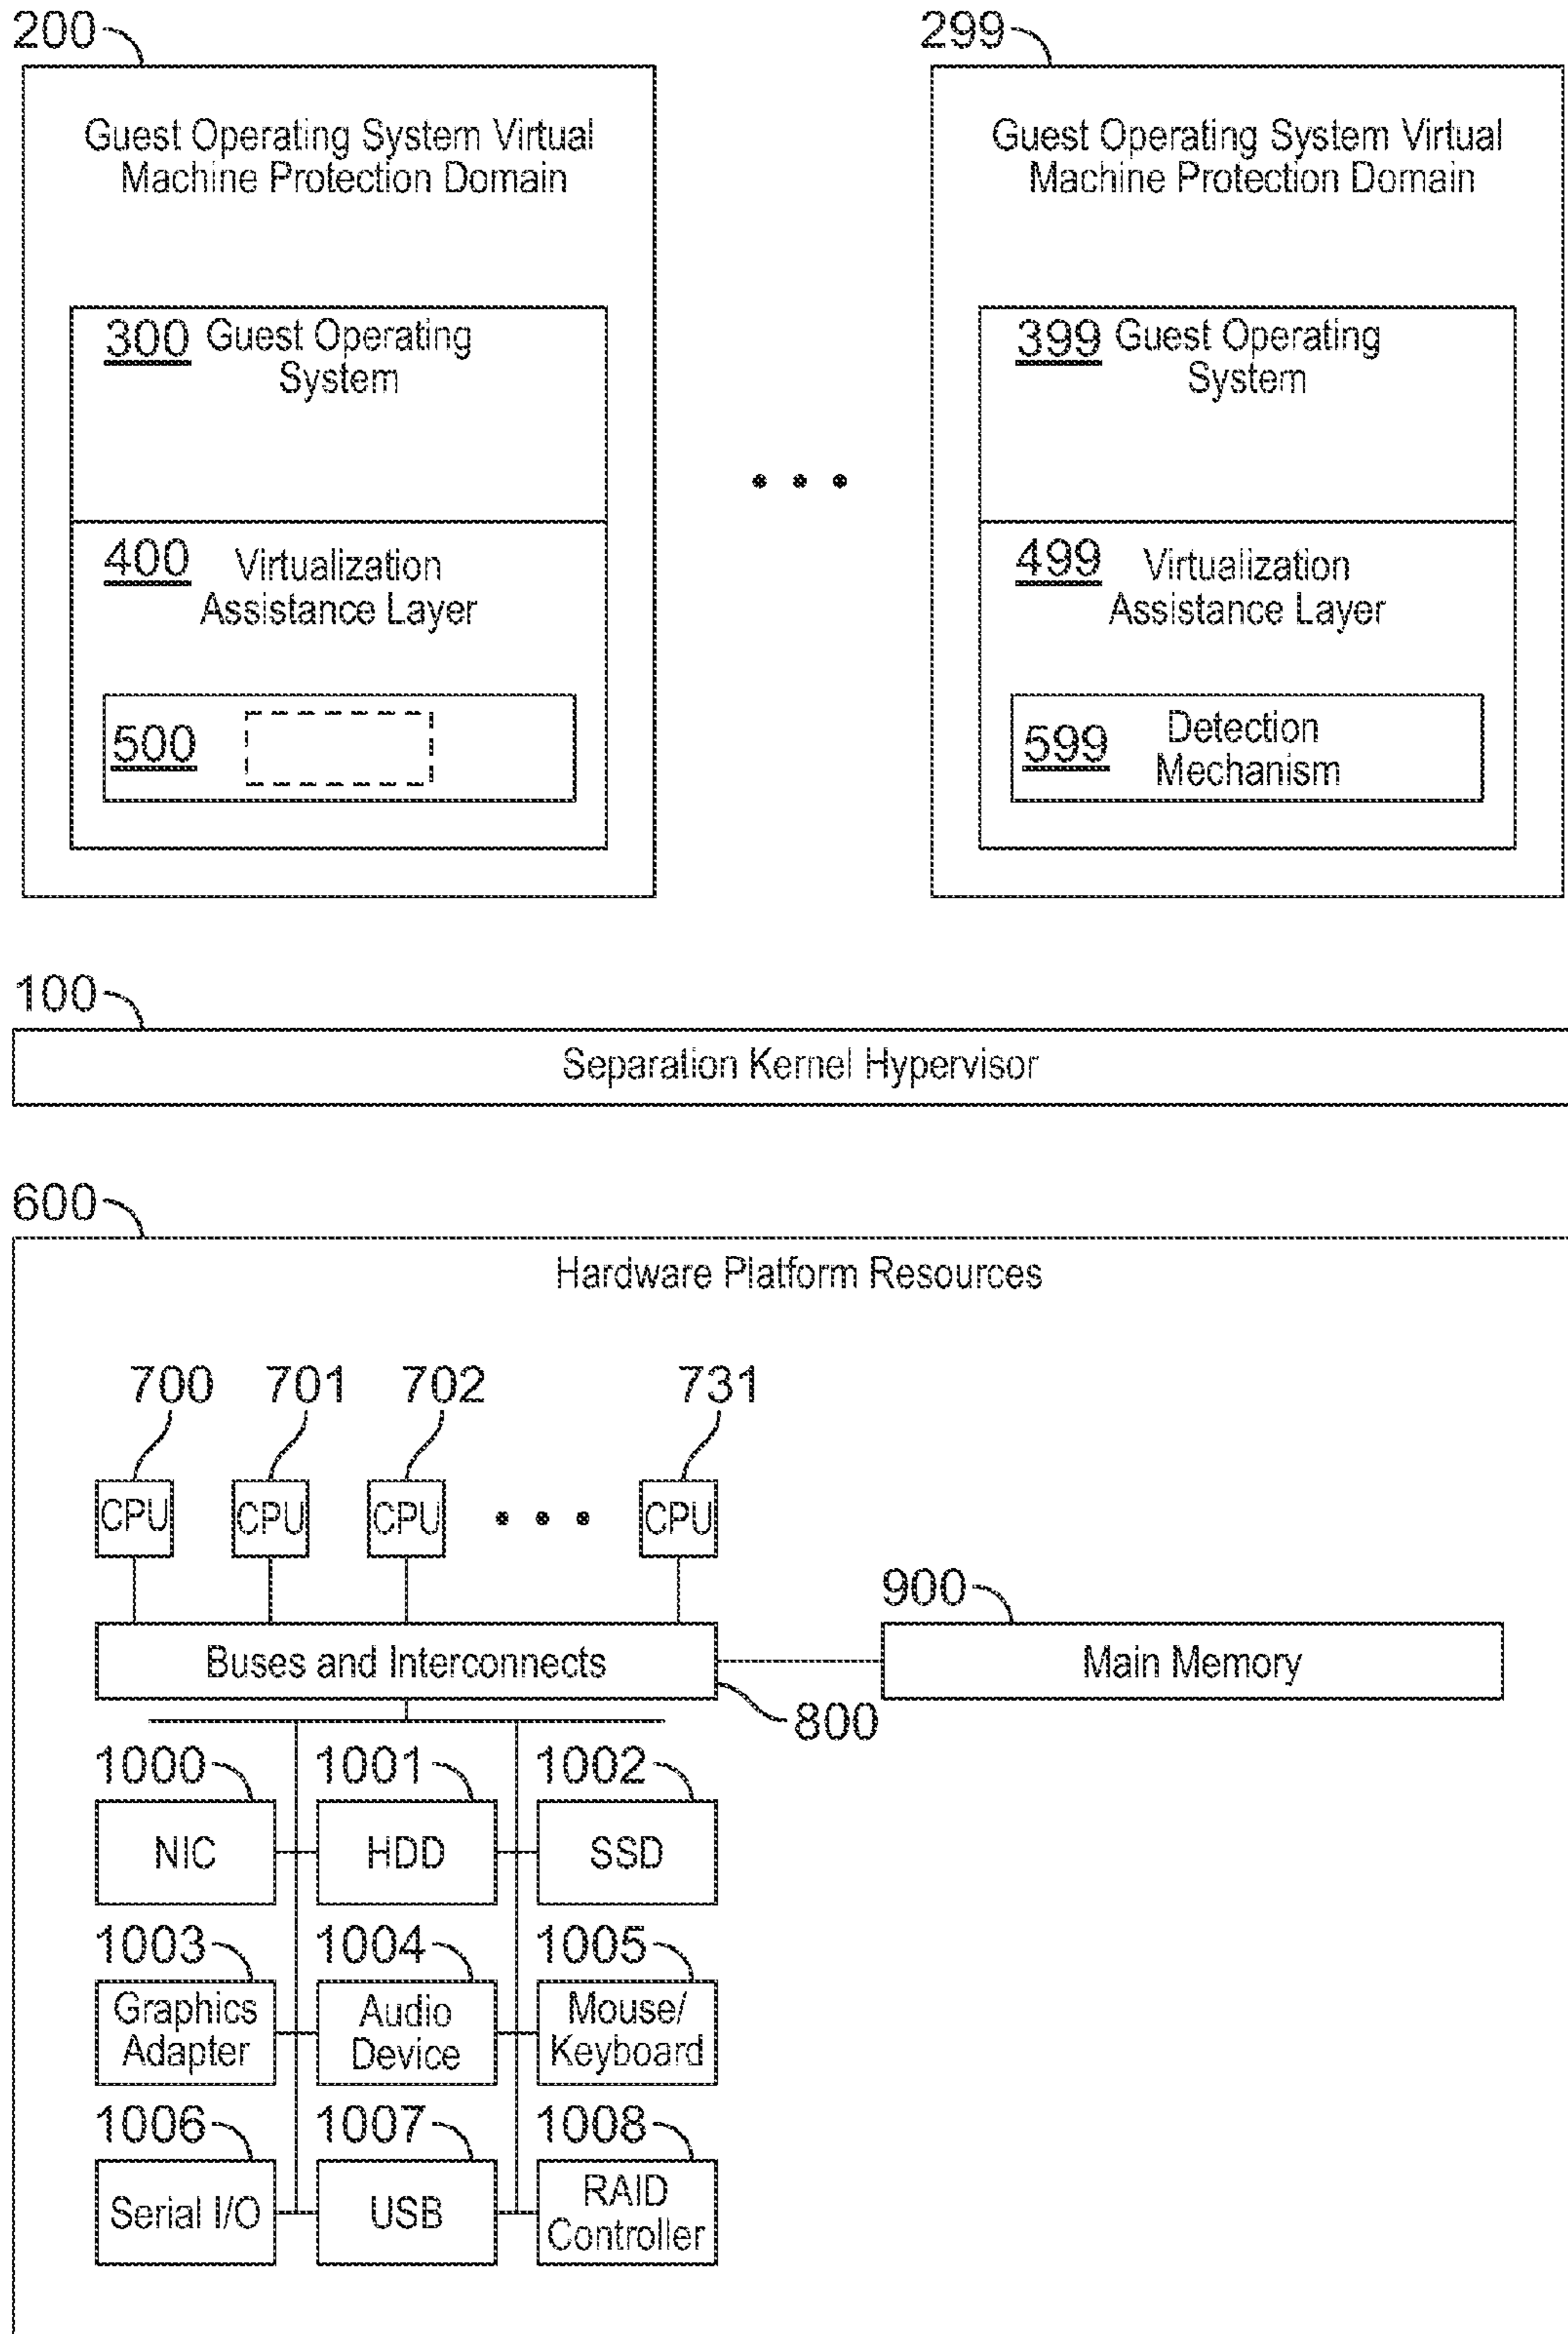 200
299
Guest Operating System Virtual
Machine Protection Domain
Guest Operating System Virtual
Machine Protection Domain
300 Guest Operating
System
399 Guest Operating
System
400 Virtualization
Assistance Layer
499 Virtualization
Assistance Layer
500
599 Detection
Mechanism
100
Separation Kernel Hypervisor
600
Hardware Platform Resources
700 701 702 731
CPU CPU CPU CPU
900
Buses and Interconnects
Main Memory
800
1000 1001 1002
NIC HDD SSD
1003 1004 1005
Graphics
Adapter
Audio
Device
Mouse/
Keyboard
1006 1007 1008
Serial I/O
USB
RAID
Controller